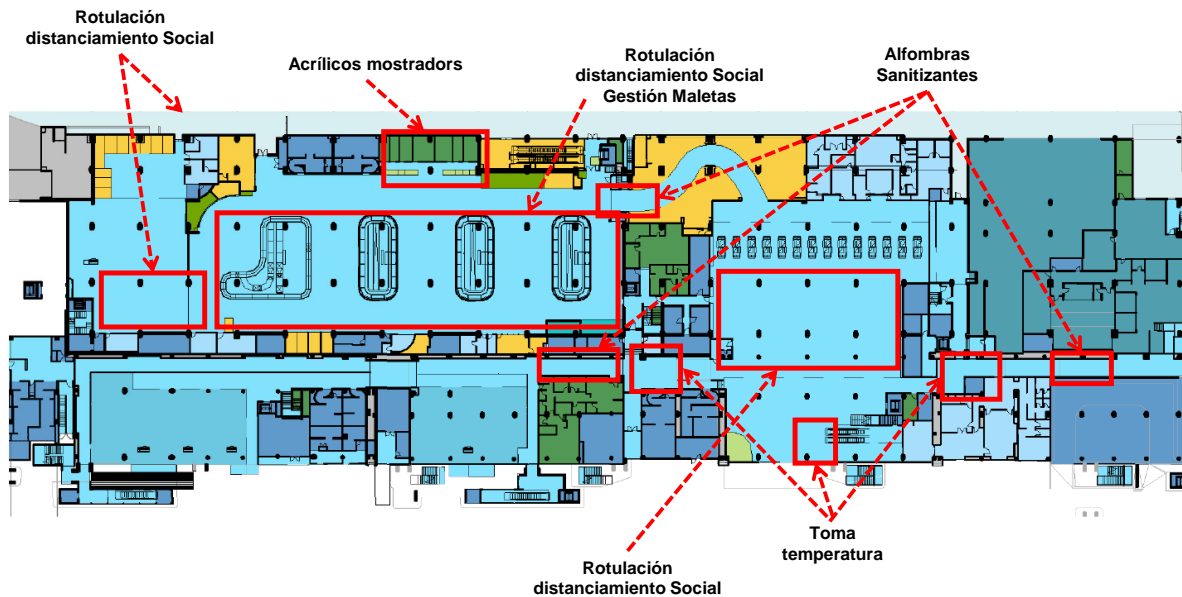 Rotulación
distanciamiento Social
Acrílicos mostradors
Rotulación
distanciamiento Social
Gestión Maletas
Alfombras
Sanitizantes
Toma
temperatura
Rotulación
distanciamiento Social